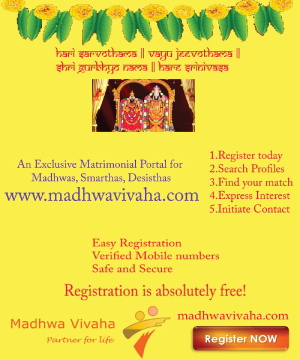 Hari Sarvothama || Vayu Jeevothama ||
Shri Gurbhyo Nama || Hare Srinivasa
An Exclusive Matrimonial Portal for
Madhwas, Smarthas, Desisthas
www.madhwavivaha.com
1.Register today
2.Search Profiles
3.Find your match
4.Express Interest
5.Initiate Contact
Easy Registration
Verified Mobile numbers
Safe and Secure
Registration is absolutely free!
Madhwa Vivaha
Partner for life
madhwavivaha.com
Register NOW